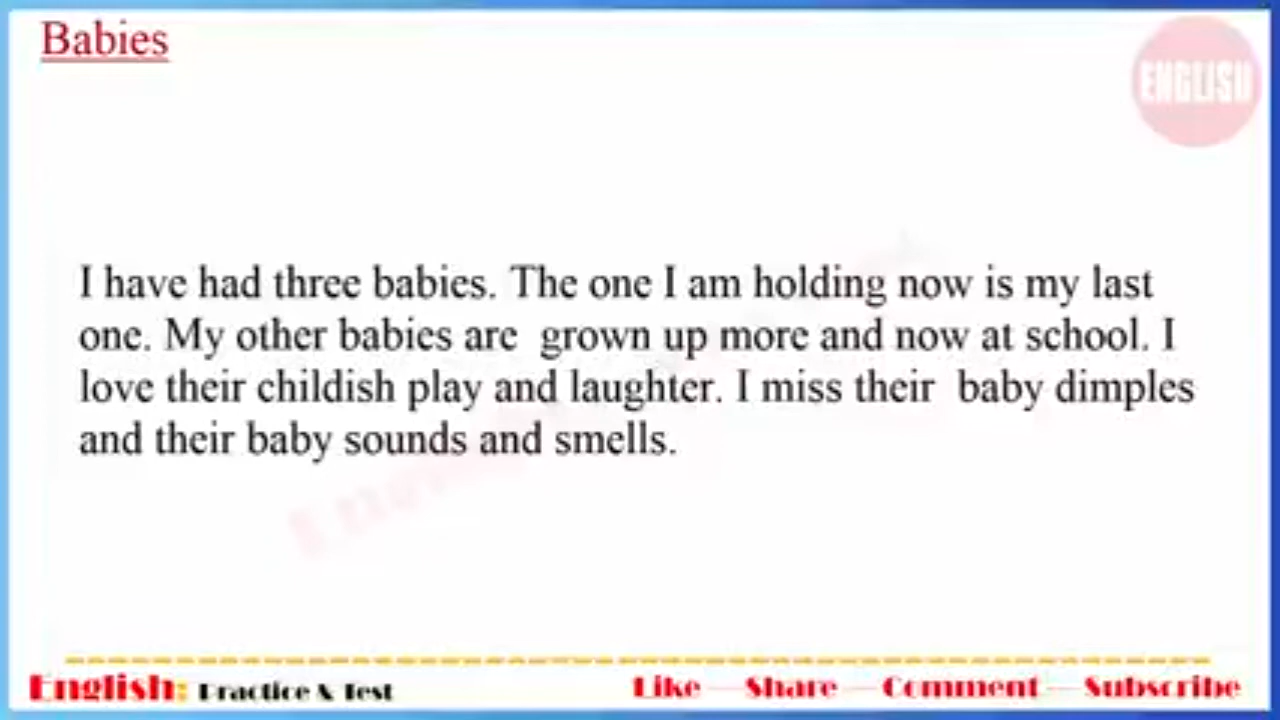 Babies
ENGLISH
I have had three babies. The one I am holding now is my last
one. My other babies are grown up more and now at school. I
love their childish play and laughter. I miss their baby dimples
and their baby sounds and smells.
English: Practice & Test
Like — Share — Comment — Subscribe